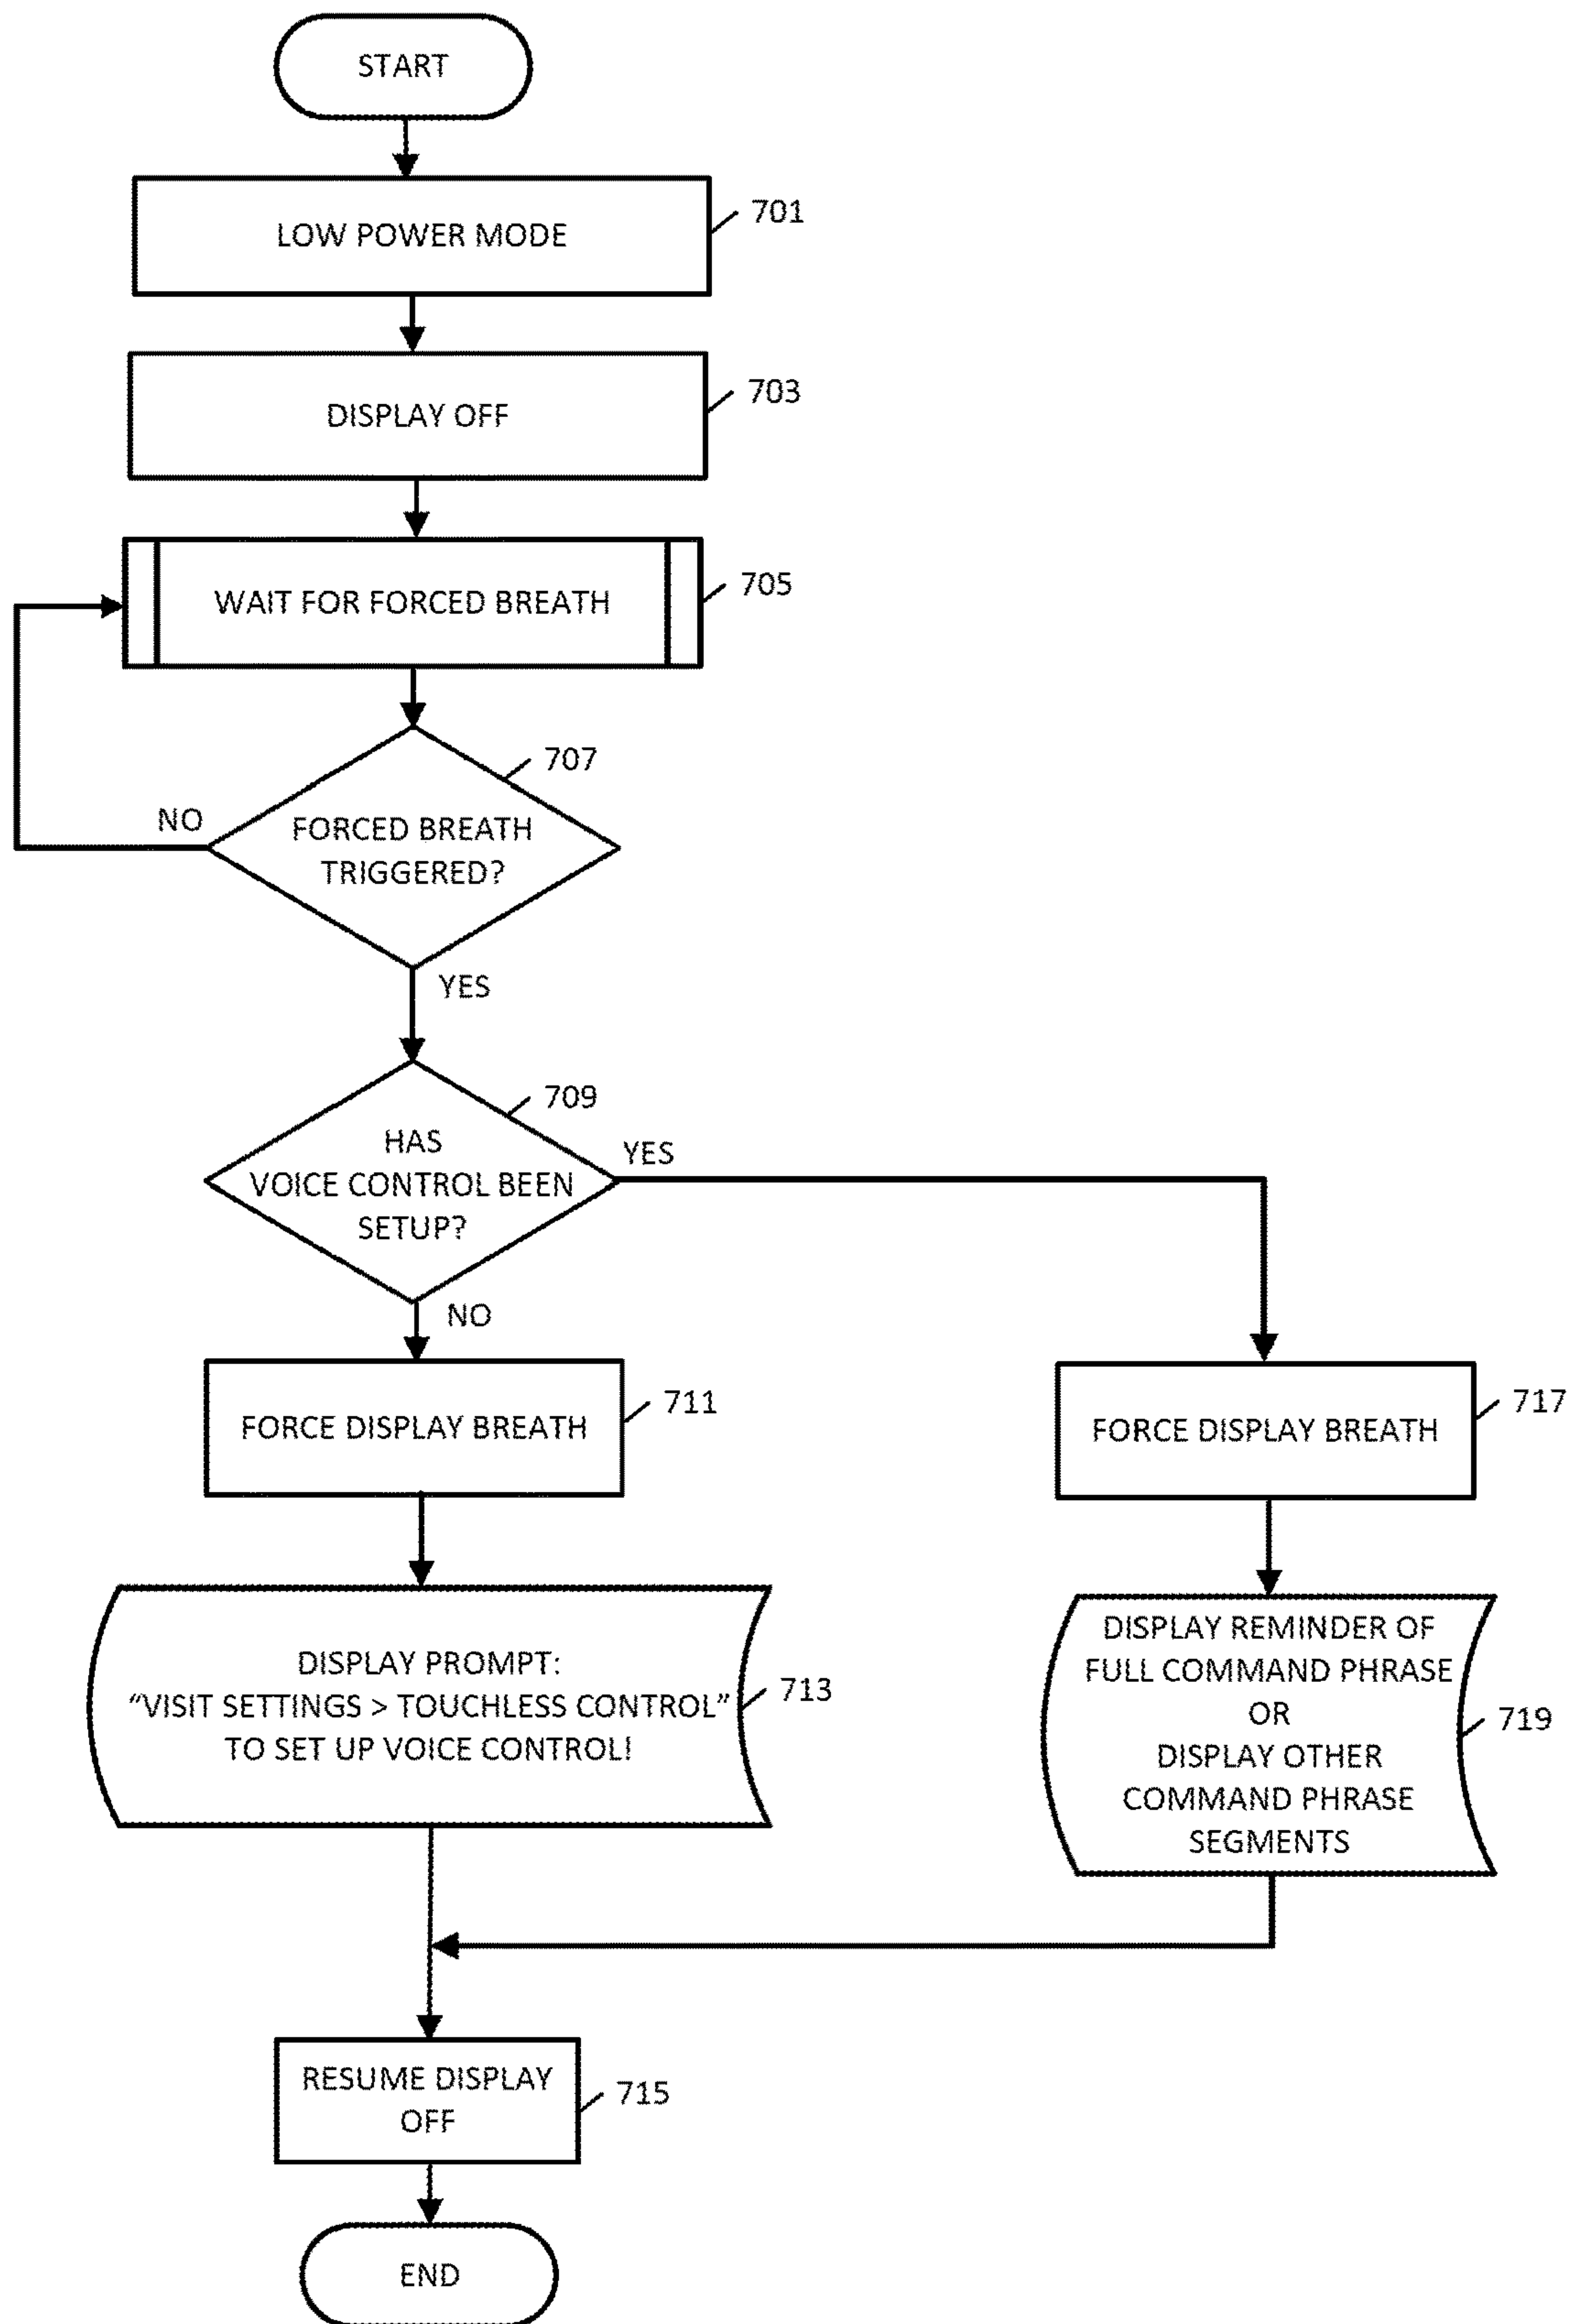 START
LOW POWER MODE
701
DISPLAY OFF
703
WAIT FOR FORCED BREATH
705
707
NO
FORCED BREATH
TRIGGERED?
YES
709
HAS
VOICE CONTROL BEEN
SETUP?
YES
NO
FORCE DISPLAY BREATH
711
FORCE DISPLAY BREATH
717
DISPLAY PROMPT:
“VISIT SETTINGS > TOUCHLESS CONTROL”
TO SET UP VOICE CONTROL!
713
DISPLAY REMINDER OF
FULL COMMAND PHRASE
OR
DISPLAY OTHER
COMMAND PHRASE
SEGMENTS
719
RESUME DISPLAY
OFF
715
END